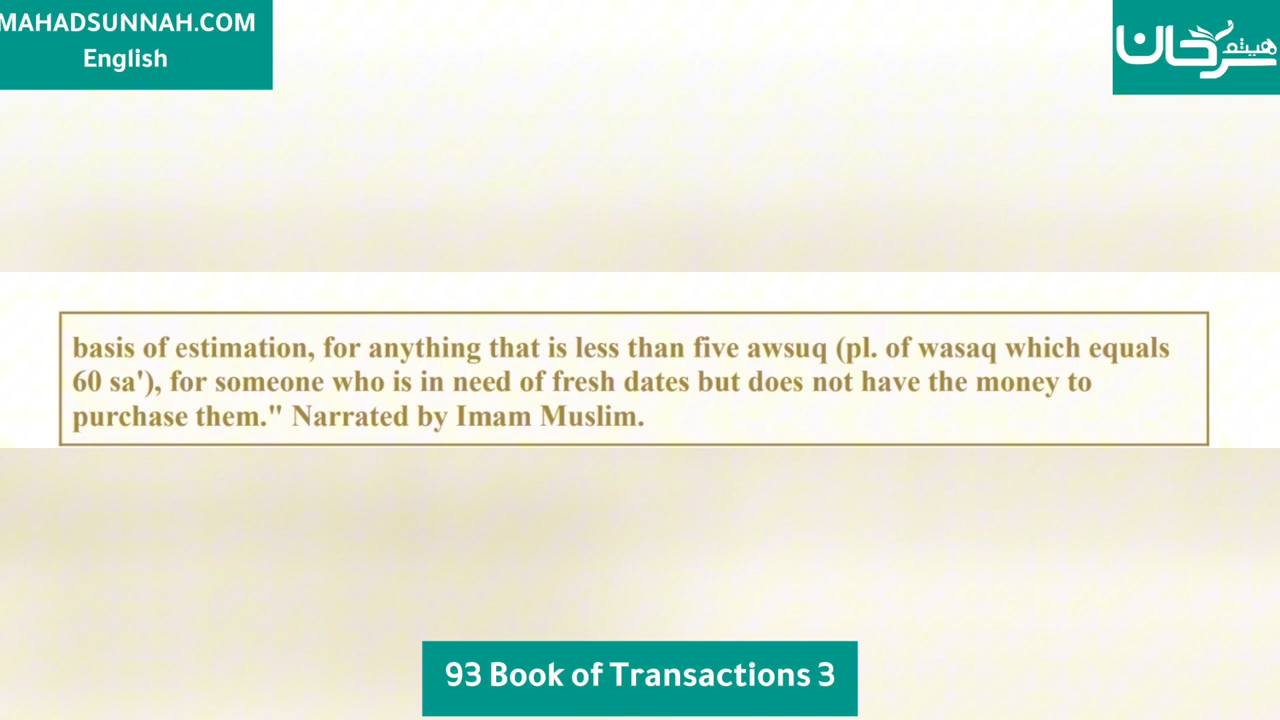 MAHADSUNNAH.COM
English
هيثم
سرحان
basis of estimation, for anything that is less than five awsuq (pl. of wasaq which equals
60 sa'), for someone who is in need of fresh dates but does not have the money to
purchase them." Narrated by Imam Muslim.
93 Book of Transactions 3